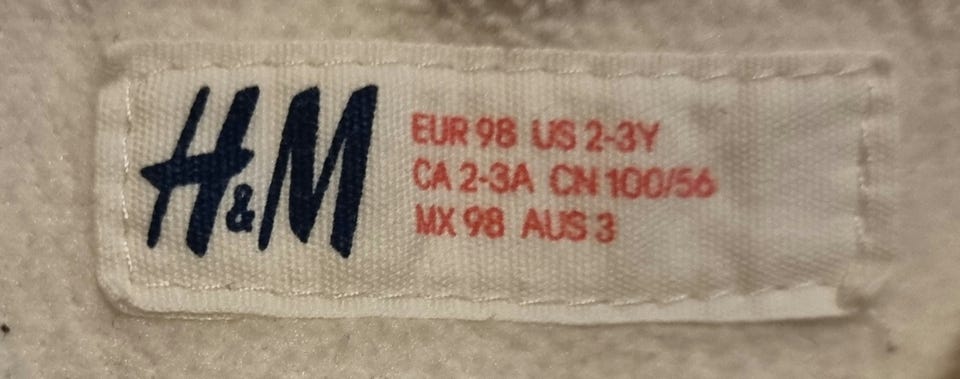 H&M
EUR 98 US 2-3Y
CA 2-3A CN 100/56
MX 98 AUS 3